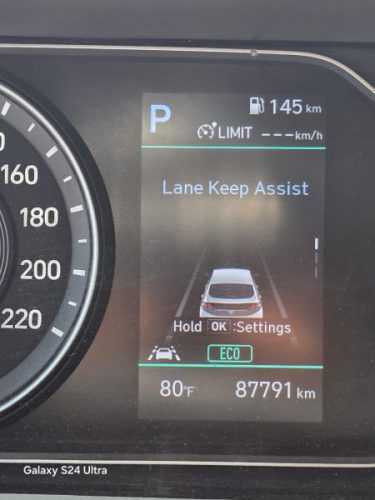 P
145 km
LIMIT ---km/h
Lane Keep Assist
160
180
200
220
Hold OK :Settings
ECO
80°F 87791 km
Galaxy S24 Ultra